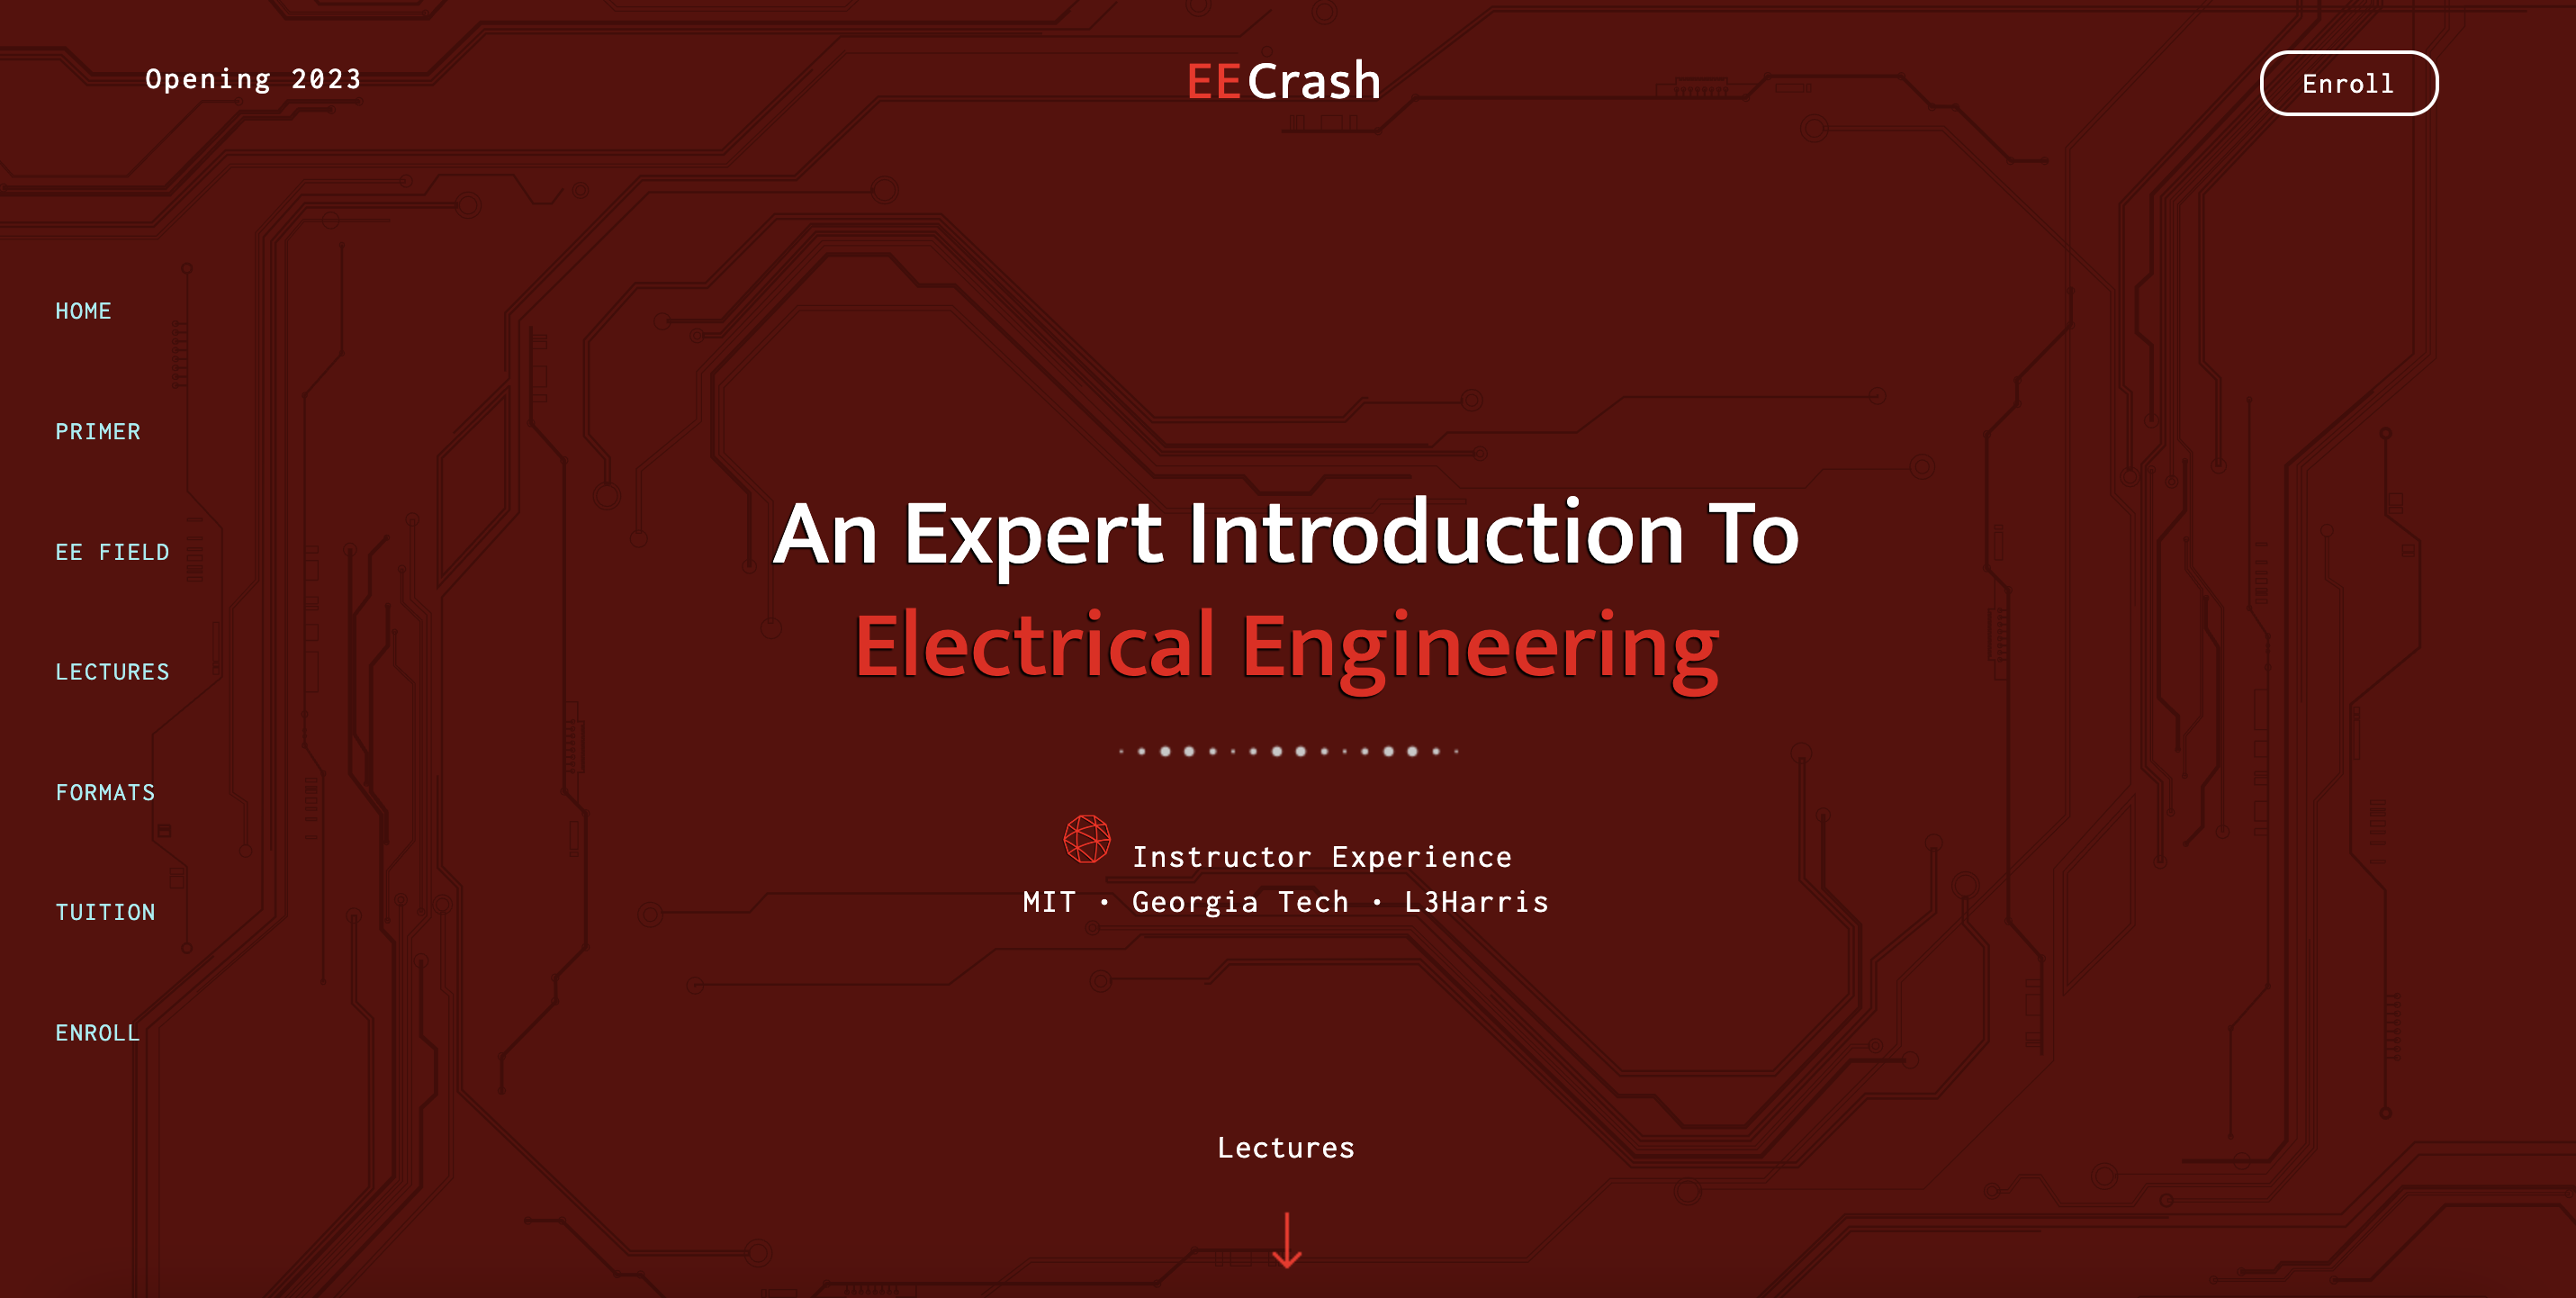 Opening 2023
EECrash
Enroll
HOME
PRIMER
EE FIELD
LECTURES
FORMATS
TUITION
ENROLL
An Expert Introduction To
Electrical Engineering
Instructor Experience
MIT · Georgia Tech · L3Harris
Lectures